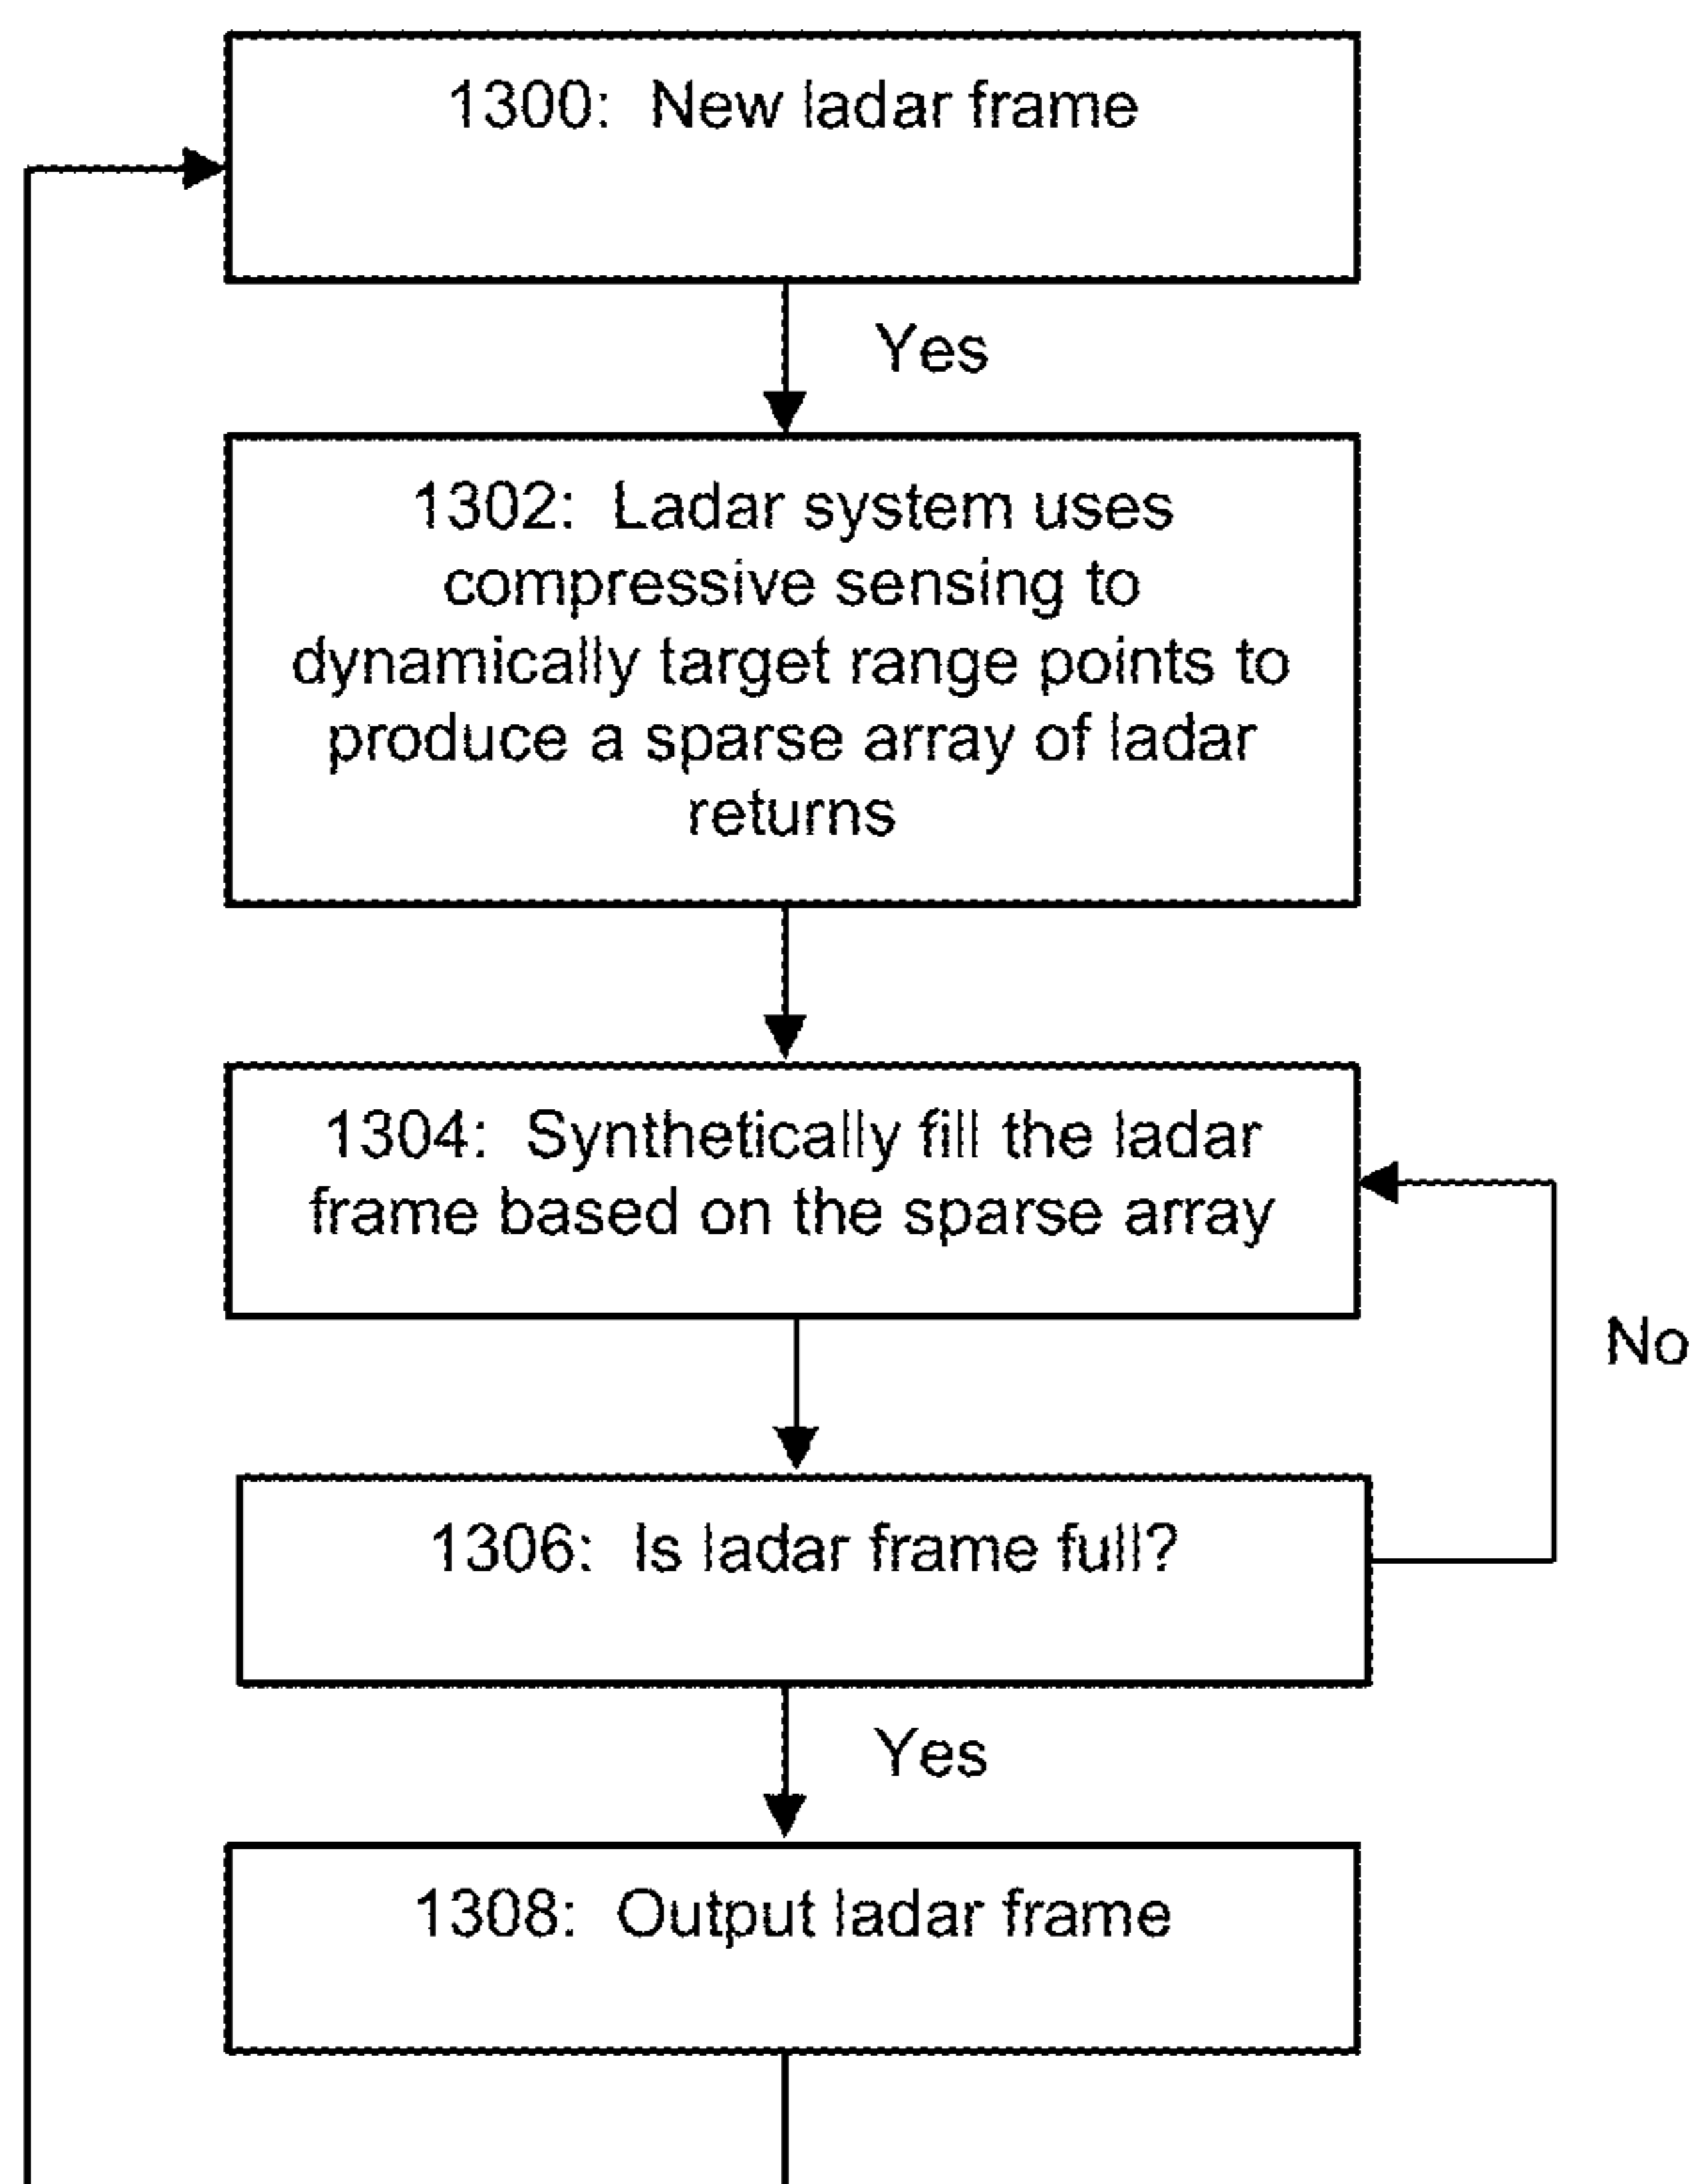 1300: New ladar frame
Yes
1302: Ladar system uses
compressive sensing to
dynamically target range points to
produce a sparse array of ladar
returns
1304: Synthetically fill the ladar
frame based on the sparse array
No
1306: Is ladar frame full?
Yes
1308: Output ladar frame